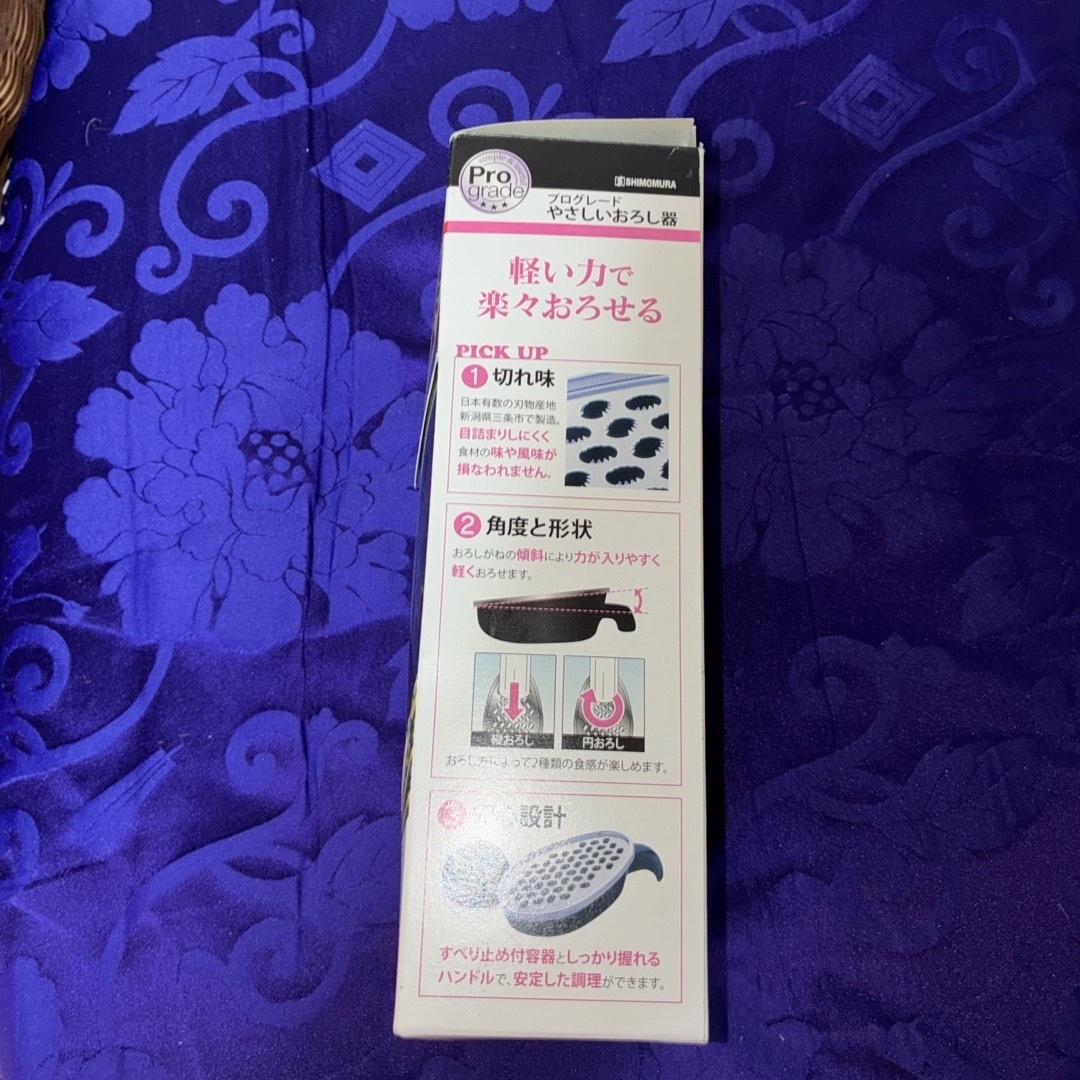 simple & useful
Pro
grade
SHIMOMURA
プログレード
やさしいおろし器
軽い力で
楽々おろせる
PICK UP
1 切れ味
日本有数の刃物産地
新潟県三条市で製造。
目詰まりしにくく
食材の味や風味が
損なわれません。
2 角度と形状
おろしがねの傾斜により力が入りやすく
軽くおろせます。
縦おろし
円おろし
おろし方によって2種類の食感が楽しめます。
設計
すべり止め付容器としっかり握れる
ハンドルで、安定した調理ができます。